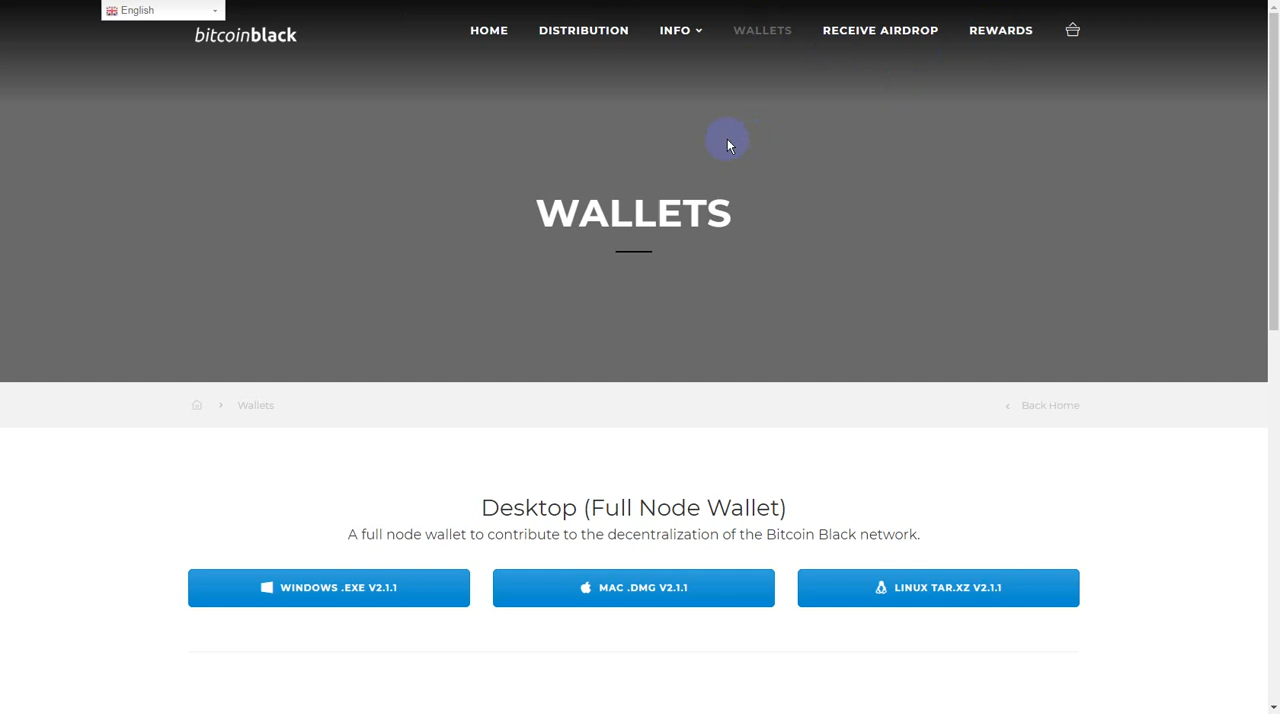 English
bitcoinblack
HOME DISTRIBUTION INFO WALLETS RECEIVE AIRDROP REWARDS
WALLETS
Wallets
Back Home
Desktop (Full Node Wallet)
A full node wallet to contribute to the decentralization of the Bitcoin Black network.
WINDOWS .EXE V2.1.1
MAC .DMG V2.1.1
LINUX TAR.XZ V2.1.1